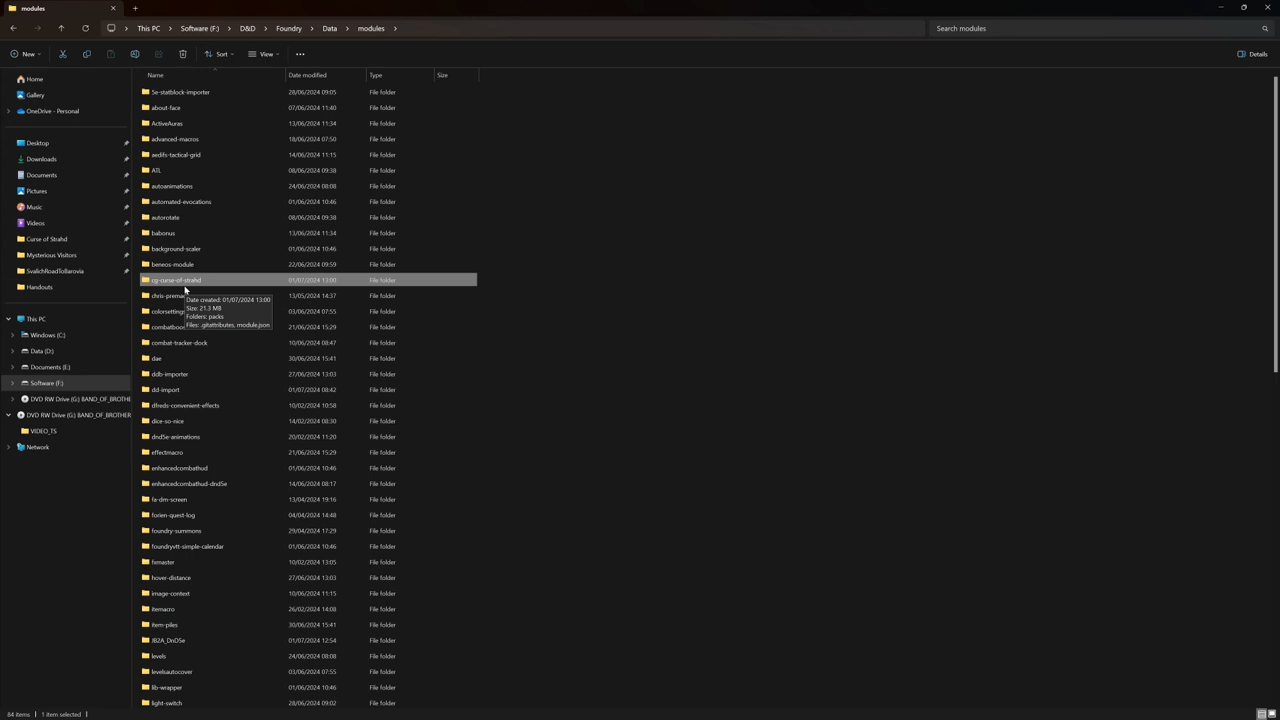 modules
This PC > Software (F:) > D&D > Foundry > Data > modules >
Search modules
New
Sort
View
Details
Home
Gallery
OneDrive - Personal
Desktop
Downloads
Documents
Pictures
Music
Videos
Curse of Strahd
Mysterious Visitors
SvalichRoadTollarovia
Handouts
This PC
Windows (C:)
Data (D:)
Documents (E:)
Software (F:)
DVD RW Drive (G:) BAND_OF_BROTHE
DVD RW Drive (G:) BAND_OF_BROTHER
VIDEO_TS
Network
Name Date modified Type Size
5e-statblock-importer 28/06/2024 09:05 File folder
about-face 07/06/2024 11:40 File folder
ActiveAuras 13/06/2024 11:34 File folder
advanced-macros 18/06/2024 07:50 File folder
aedifs-tactical-grid 14/06/2024 11:15 File folder
ATL 08/06/2024 09:38 File folder
autoanimations 24/06/2024 08:08 File folder
automated-evocations 01/06/2024 10:46 File folder
autorotate 08/06/2024 09:38 File folder
babonus 13/06/2024 11:34 File folder
background-scaler 01/06/2024 10:46 File folder
beneos-module 22/06/2024 09:59 File folder
cg-curse-of-strahd 01/07/2024 13:00 File folder
chris-prema 13/05/2024 14:37 File folder
colorsetting 03/06/2024 07:55 File folder
combatboo 21/06/2024 15:29 File folder
Date created: 01/07/2024 13:00
Size: 21.3 MB
Folders: packs
Files: .gitattributes, module.json
combat-tracker-dock 10/06/2024 08:47 File folder
dae 30/06/2024 15:41 File folder
ddb-importer 27/06/2024 13:03 File folder
dd-import 01/07/2024 08:42 File folder
dfreds-convenient-effects 10/02/2024 10:58 File folder
dice-so-nice 14/02/2024 08:30 File folder
dnd5e-animations 20/02/2024 11:20 File folder
effectmacro 21/06/2024 15:29 File folder
enhancedcombathud 01/06/2024 10:46 File folder
enhancedcombathud-dnd5e 14/06/2024 08:17 File folder
fa-dm-screen 13/04/2024 19:16 File folder
forien-quest-log 04/04/2024 14:48 File folder
foundry-summons 29/04/2024 17:29 File folder
foundryvtt-simple-calendar 01/06/2024 10:46 File folder
fxmaster 10/02/2024 13:05 File folder
hover-distance 27/06/2024 13:03 File folder
image-context 10/06/2024 11:15 File folder
itemacro 26/02/2024 14:08 File folder
item-piles 30/06/2024 15:41 File folder
JB2A_DnD5e 01/07/2024 12:54 File folder
levels 24/06/2024 08:08 File folder
levelsautocover 03/06/2024 07:55 File folder
lib-wrapper 01/06/2024 10:46 File folder
light-switch 28/06/2024 09:02 File folder
84 items 1 item selected